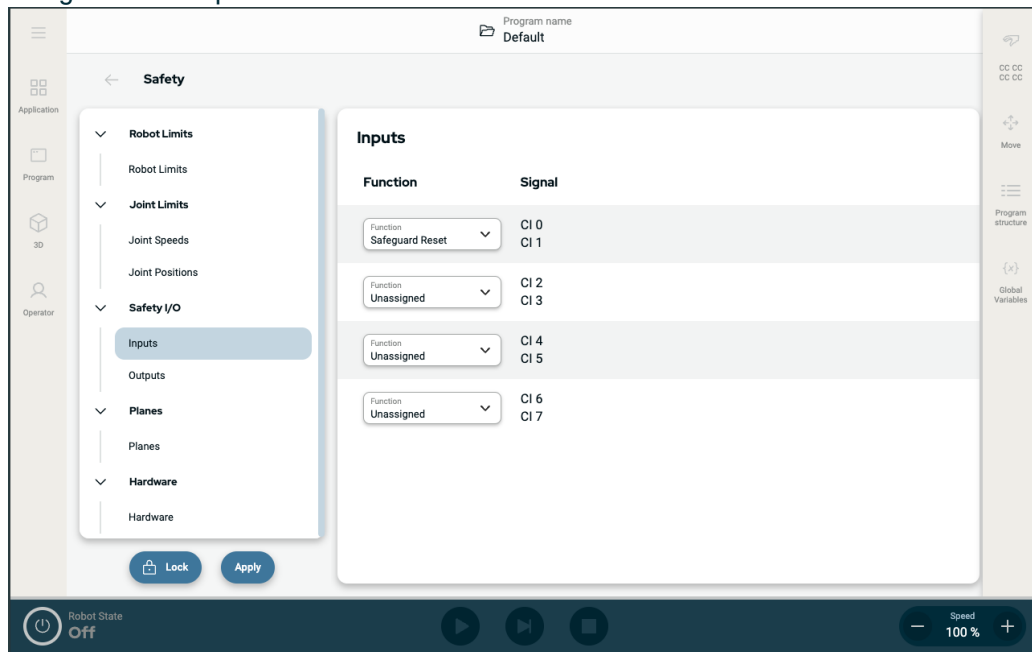 Program name
Default
CC CC
CC CC
Safety
Application
Robot Limits
Robot Limits
Joint Limits
Joint Speeds
Joint Positions
Safety I/O
Inputs
Outputs
Planes
Planes
Hardware
Hardware
Lock
Apply
Program
3D
Operator
Inputs
Function
Signal
Function
Safeguard Reset
CI 0
CI 1
Function
Unassigned
CI 2
CI 3
Function
Unassigned
CI 4
CI 5
Function
Unassigned
CI 6
CI 7
Move
Program
structure
{x}
Global
Variables
Robot State
Off
Speed
100 %